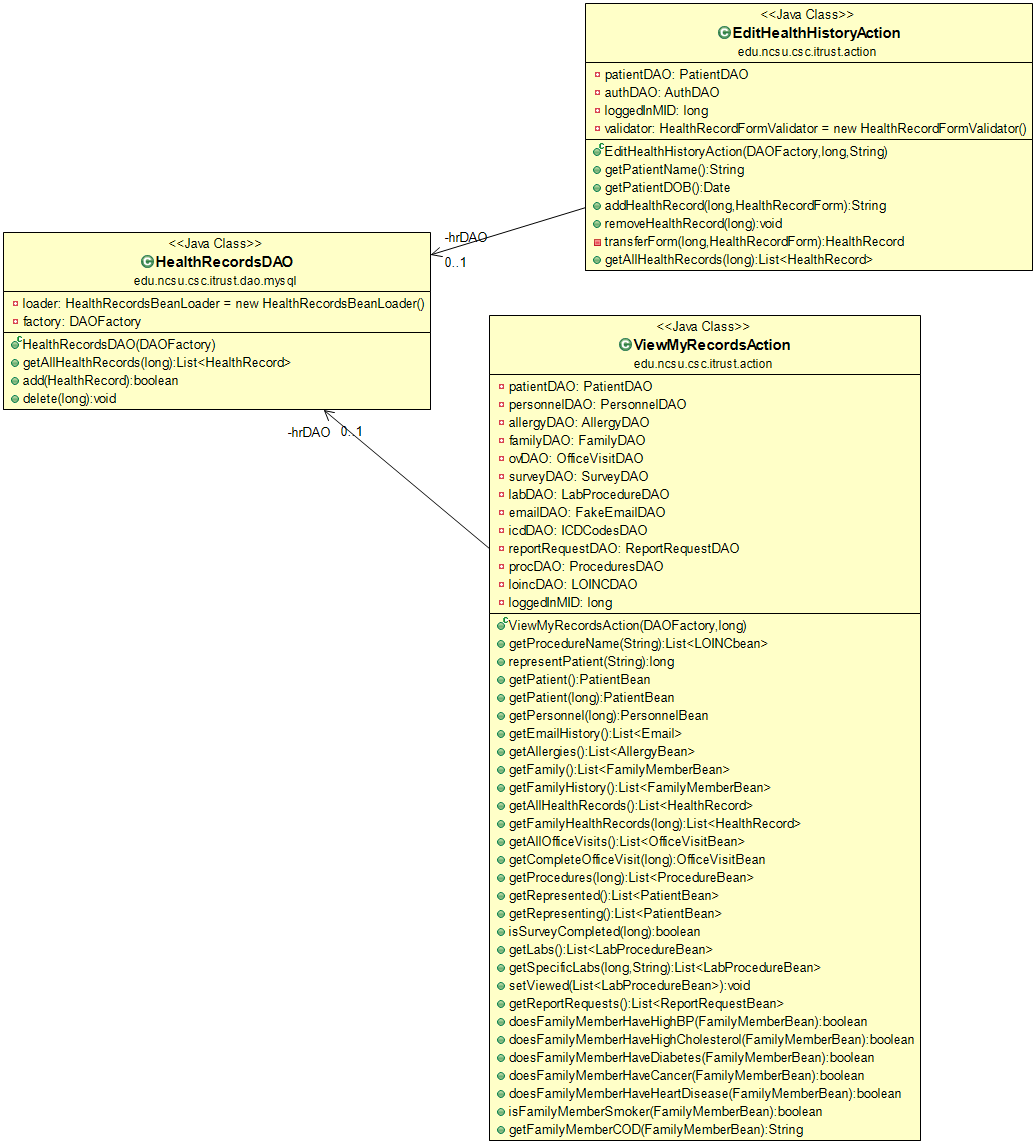 <<Java Class>>
EditHealthHistoryAction
edu.ncsu.csc.itrust.action
patientDAO: PatientDAO
authDAO: AuthDAO
loggedInMID: long
validator: HealthRecordFormValidator = new HealthRecordFormValidator()
EditHealthHistoryAction(DAOFactory,long,String)
getPatientName():String
getPatientDOB():Date
addHealthRecord(long,HealthRecordForm):String
removeHealthRecord(long):void
transferForm(long,HealthRecordForm):HealthRecord
getAllHealthRecords(long):List<HealthRecord>
-hrDAO
0..1
<<Java Class>>
HealthRecordsDAO
edu.ncsu.csc.itrust.dao.mysql
loader: HealthRecordsBeanLoader = new HealthRecordsBeanLoader()
factory: DAOFactory
HealthRecordsDAO(DAOFactory)
getAllHealthRecords(long):List<HealthRecord>
add(HealthRecord):boolean
delete(long):void
-hrDAO 0..1
<<Java Class>>
ViewMyRecordsAction
edu.ncsu.csc.itrust.action
patientDAO: PatientDAO
personnelDAO: PersonnelDAO
allergyDAO: AllergyDAO
familyDAO: FamilyDAO
ovDAO: OfficeVisitDAO
surveyDAO: SurveyDAO
labDAO: LabProcedureDAO
emailDAO: FakeEmailDAO
icdDAO: ICDCodesDAO
reportRequestDAO: ReportRequestDAO
procDAO: ProceduresDAO
loincDAO: LOINCDAO
loggedInMID: long
ViewMyRecordsAction(DAOFactory,long)
getProcedureName(String):List<LOINCbean>
representPatient(String):long
getPatient():PatientBean
getPatient(long):PatientBean
getPersonnel(long):PersonnelBean
getEmailHistory():List<Email>
getAllergies():List<AllergyBean>
getFamily():List<FamilyMemberBean>
getFamilyHistory():List<FamilyMemberBean>
getAllHealthRecords():List<HealthRecord>
getFamilyHealthRecords(long):List<HealthRecord>
getAllOfficeVisits():List<OfficeVisitBean>
getCompleteOfficeVisit(long):OfficeVisitBean
getProcedures(long):List<ProcedureBean>
getRepresented():List<PatientBean>
getRepresenting():List<PatientBean>
isSurveyCompleted(long):boolean
getLabs():List<LabProcedureBean>
getSpecificLabs(long,String):List<LabProcedureBean>
setViewed(List<LabProcedureBean>):void
getReportRequests():List<ReportRequestBean>
doesFamilyMemberHaveHighBP(FamilyMemberBean):boolean
doesFamilyMemberHaveHighCholesterol(FamilyMemberBean):boolean
doesFamilyMemberHaveDiabetes(FamilyMemberBean):boolean
doesFamilyMemberHaveCancer(FamilyMemberBean):boolean
doesFamilyMemberHaveHeartDisease(FamilyMemberBean):boolean
isFamilyMemberSmoker(FamilyMemberBean):boolean
getFamilyMemberCOD(FamilyMemberBean):String